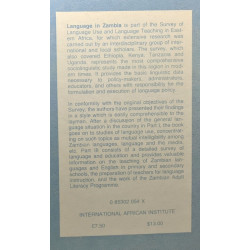 Language in Zambia is part of the Survey of
Language Use and Language Teaching in East-
ern Africa, for which extensive research was
carried out by an interdisciplinary group of inter-
national and local scholars. The survey, which
also covered Ethiopia, Kenya, Tanzania and
Uganda represents the most comprehensive
sociolinguistic study made in this region in mod-
ern times. It provides the basic linguistic data
necessary to policy-makers, administrators,
educators, and others with responsibility for the
formulation and execution of language policy.
In conformity with the original objectives of the
Survey, the authors have presented their findings
in a style which is easily comprehensible to the
layman. After a discussion of the general lan-
guage situation in the country in Part I, the book
goes on to studies of language use, concentrat-
ing on such topics as mutual intelligibility among
Zambian languages, language and the media,
etc. Part III consists of a detailed survey of
language and education and provides valuable
information on the teaching of Zambian lan-
guages and English in primary and secondary
schools, the preparation of teachers for language
instruction, and the work of the Zambian Adult
Literacy Programme.
INTERNATIONAL AFRICAN INSTITUTE